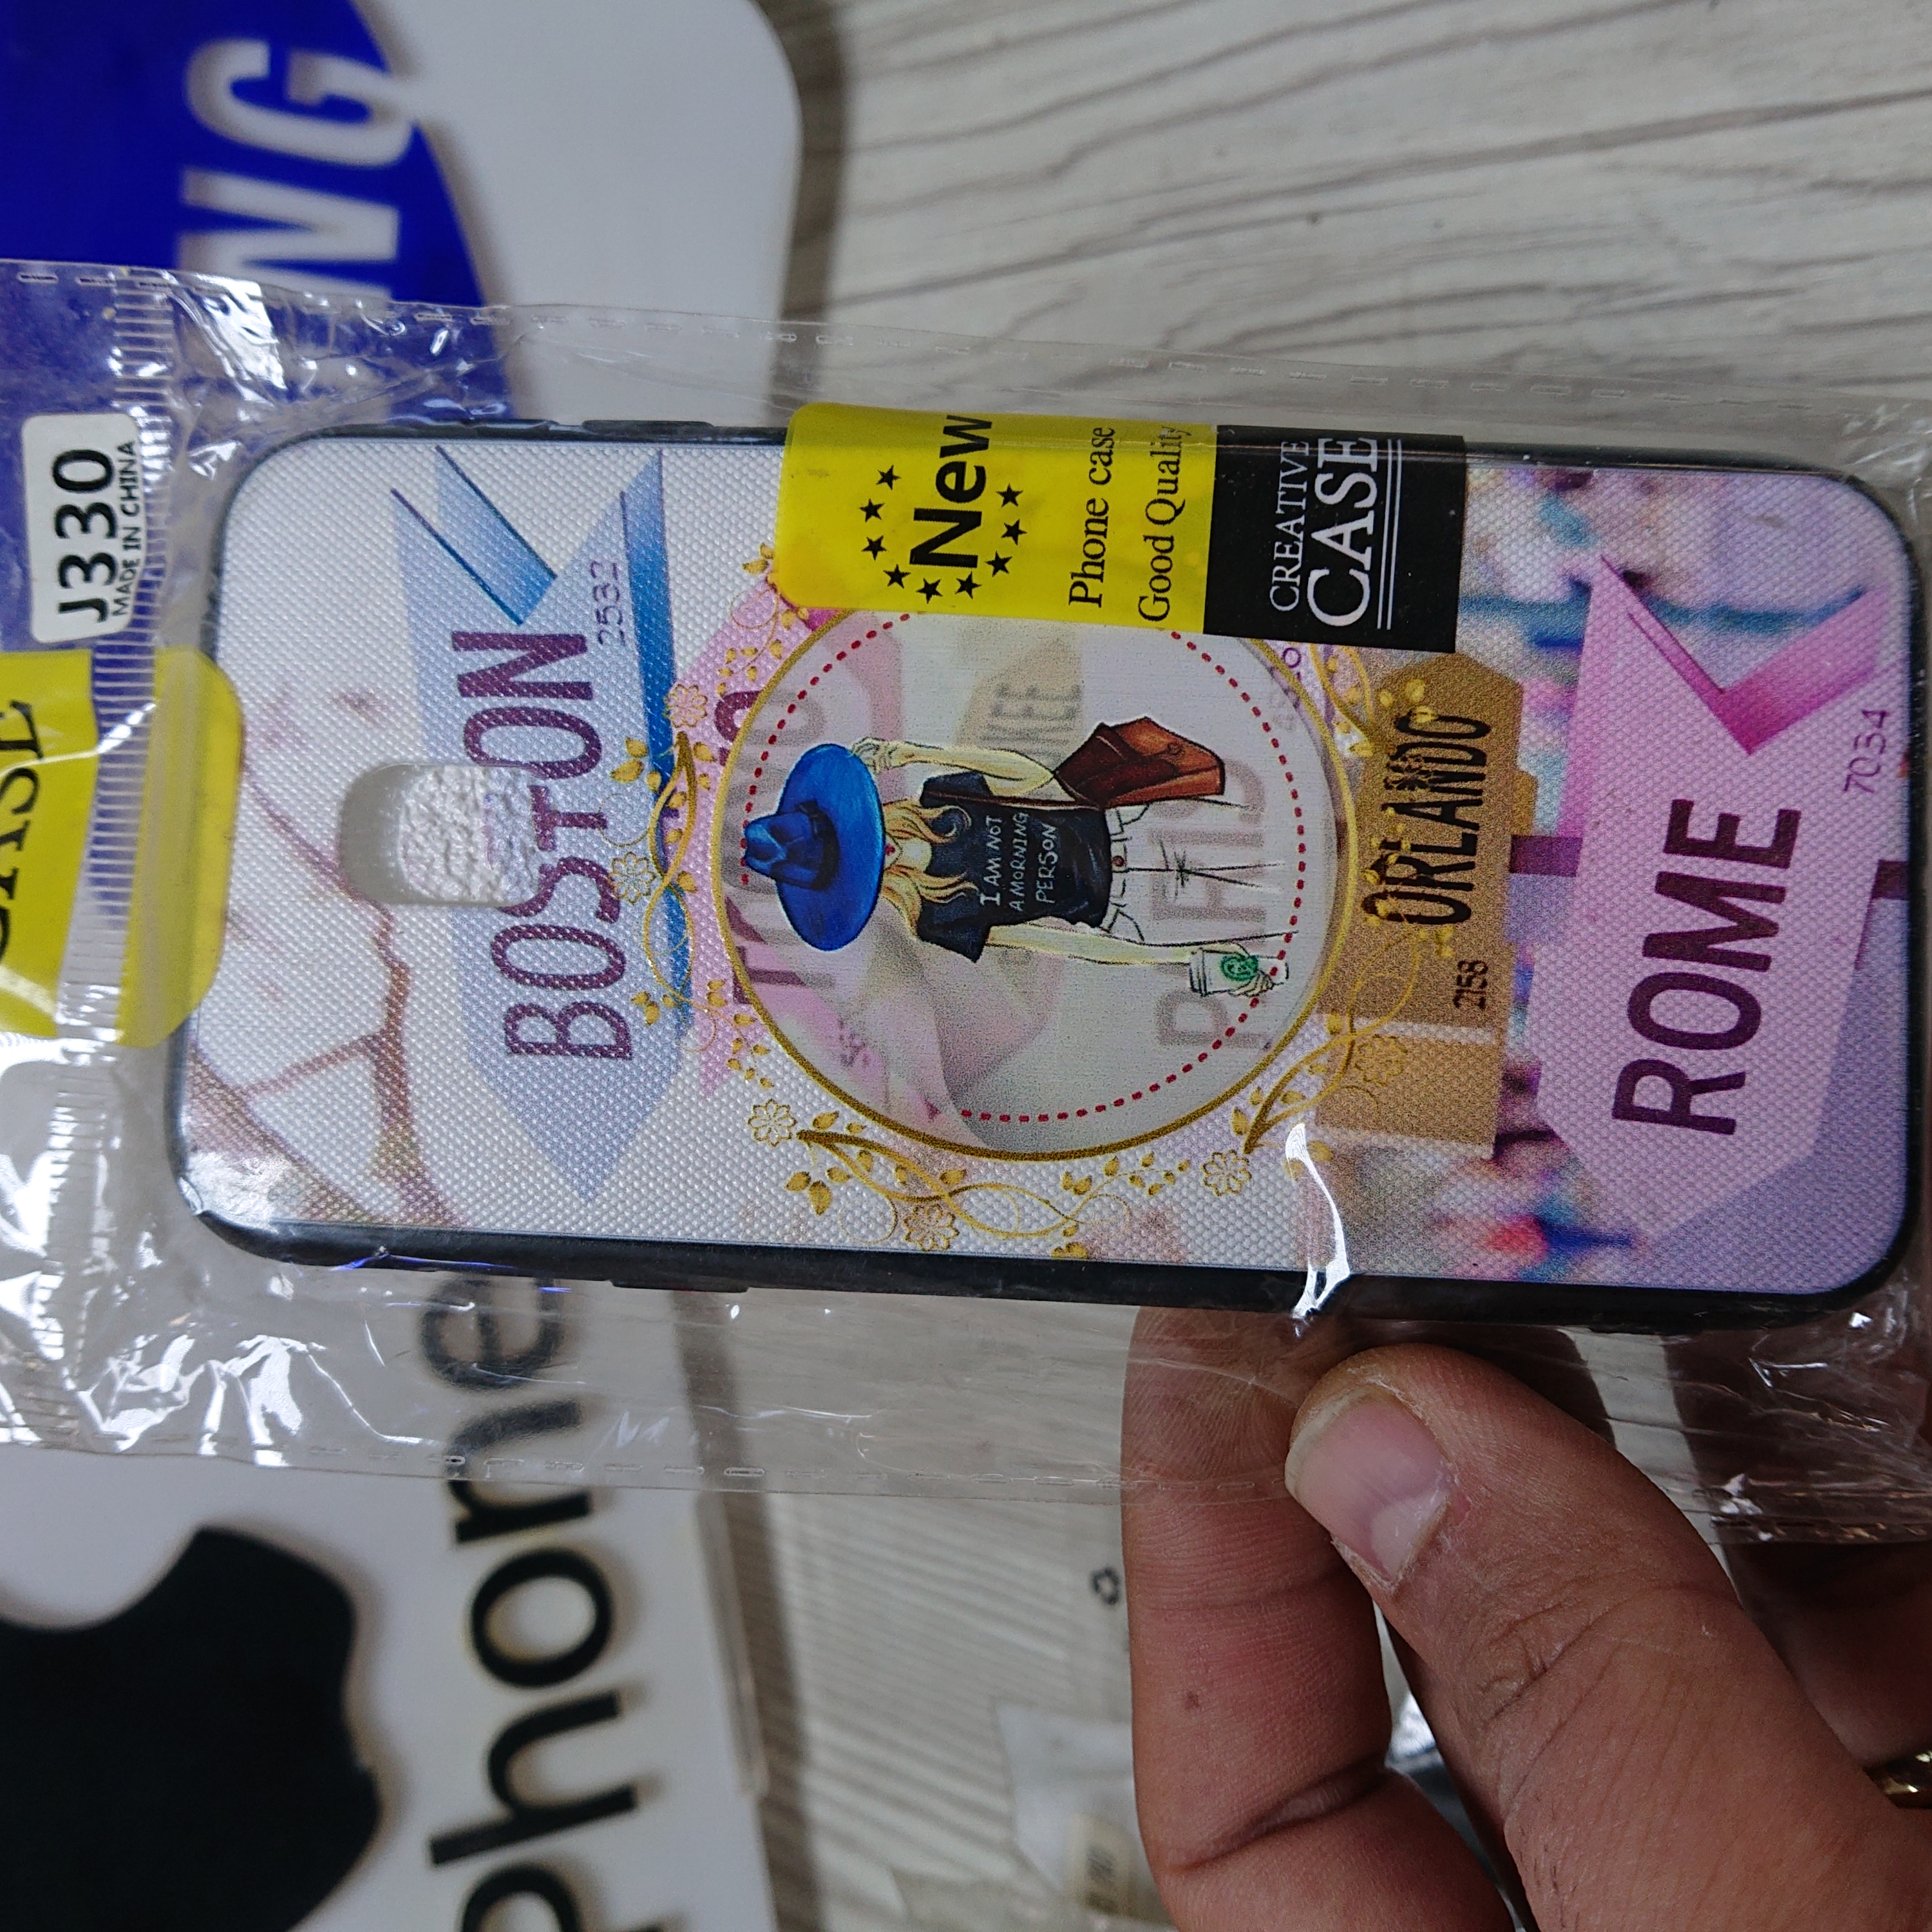 J330
MADE IN CHINA
CASE
New
Phone case
Good Quality
CREATIVE
CASE
BOSTON
2532
I AM NOT
A MORNING
PERSON
ORLANDO
2158
ROME
7034
NG
Phone